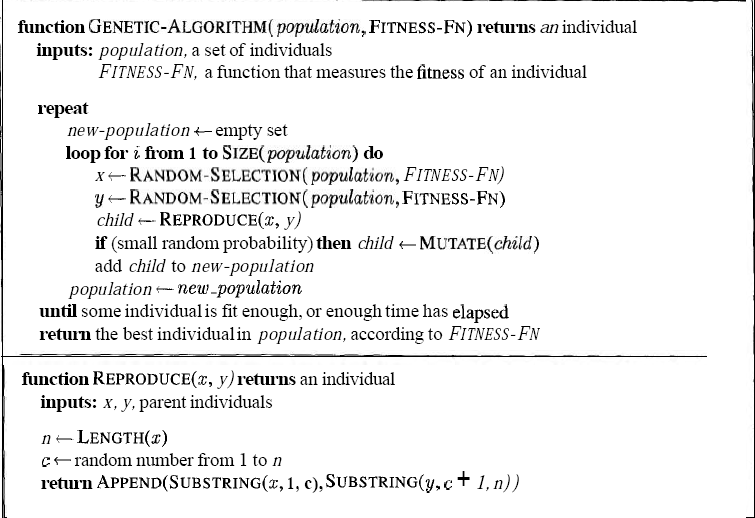 function GENETIC-ALGORITHM(population, FITNESS-FN) returns an individual
inputs: population, a set of individuals
FITNESS-FN, a function that measures the fitness of an individual
repeat
new-population ← empty set
loop for i from 1 to SIZE(population) do
x ← RANDOM-SELECTION(population, FITNESS-FN)
y ← RANDOM-SELECTION(population, FITNESS-FN)
child ← REPRODUCE(x, y)
if (small random probability) then child ← MUTATE(child)
add child to new-population
population ← new_population
until some individual is fit enough, or enough time has elapsed
return the best individual in population, according to FITNESS-FN
function REPRODUCE(x, y) returns an individual
inputs: x, y, parent individuals
n ← LENGTH(x)
c ← random number from 1 to n
return APPEND(SUBSTRING(x, 1, c), SUBSTRING(y, c + 1, n))